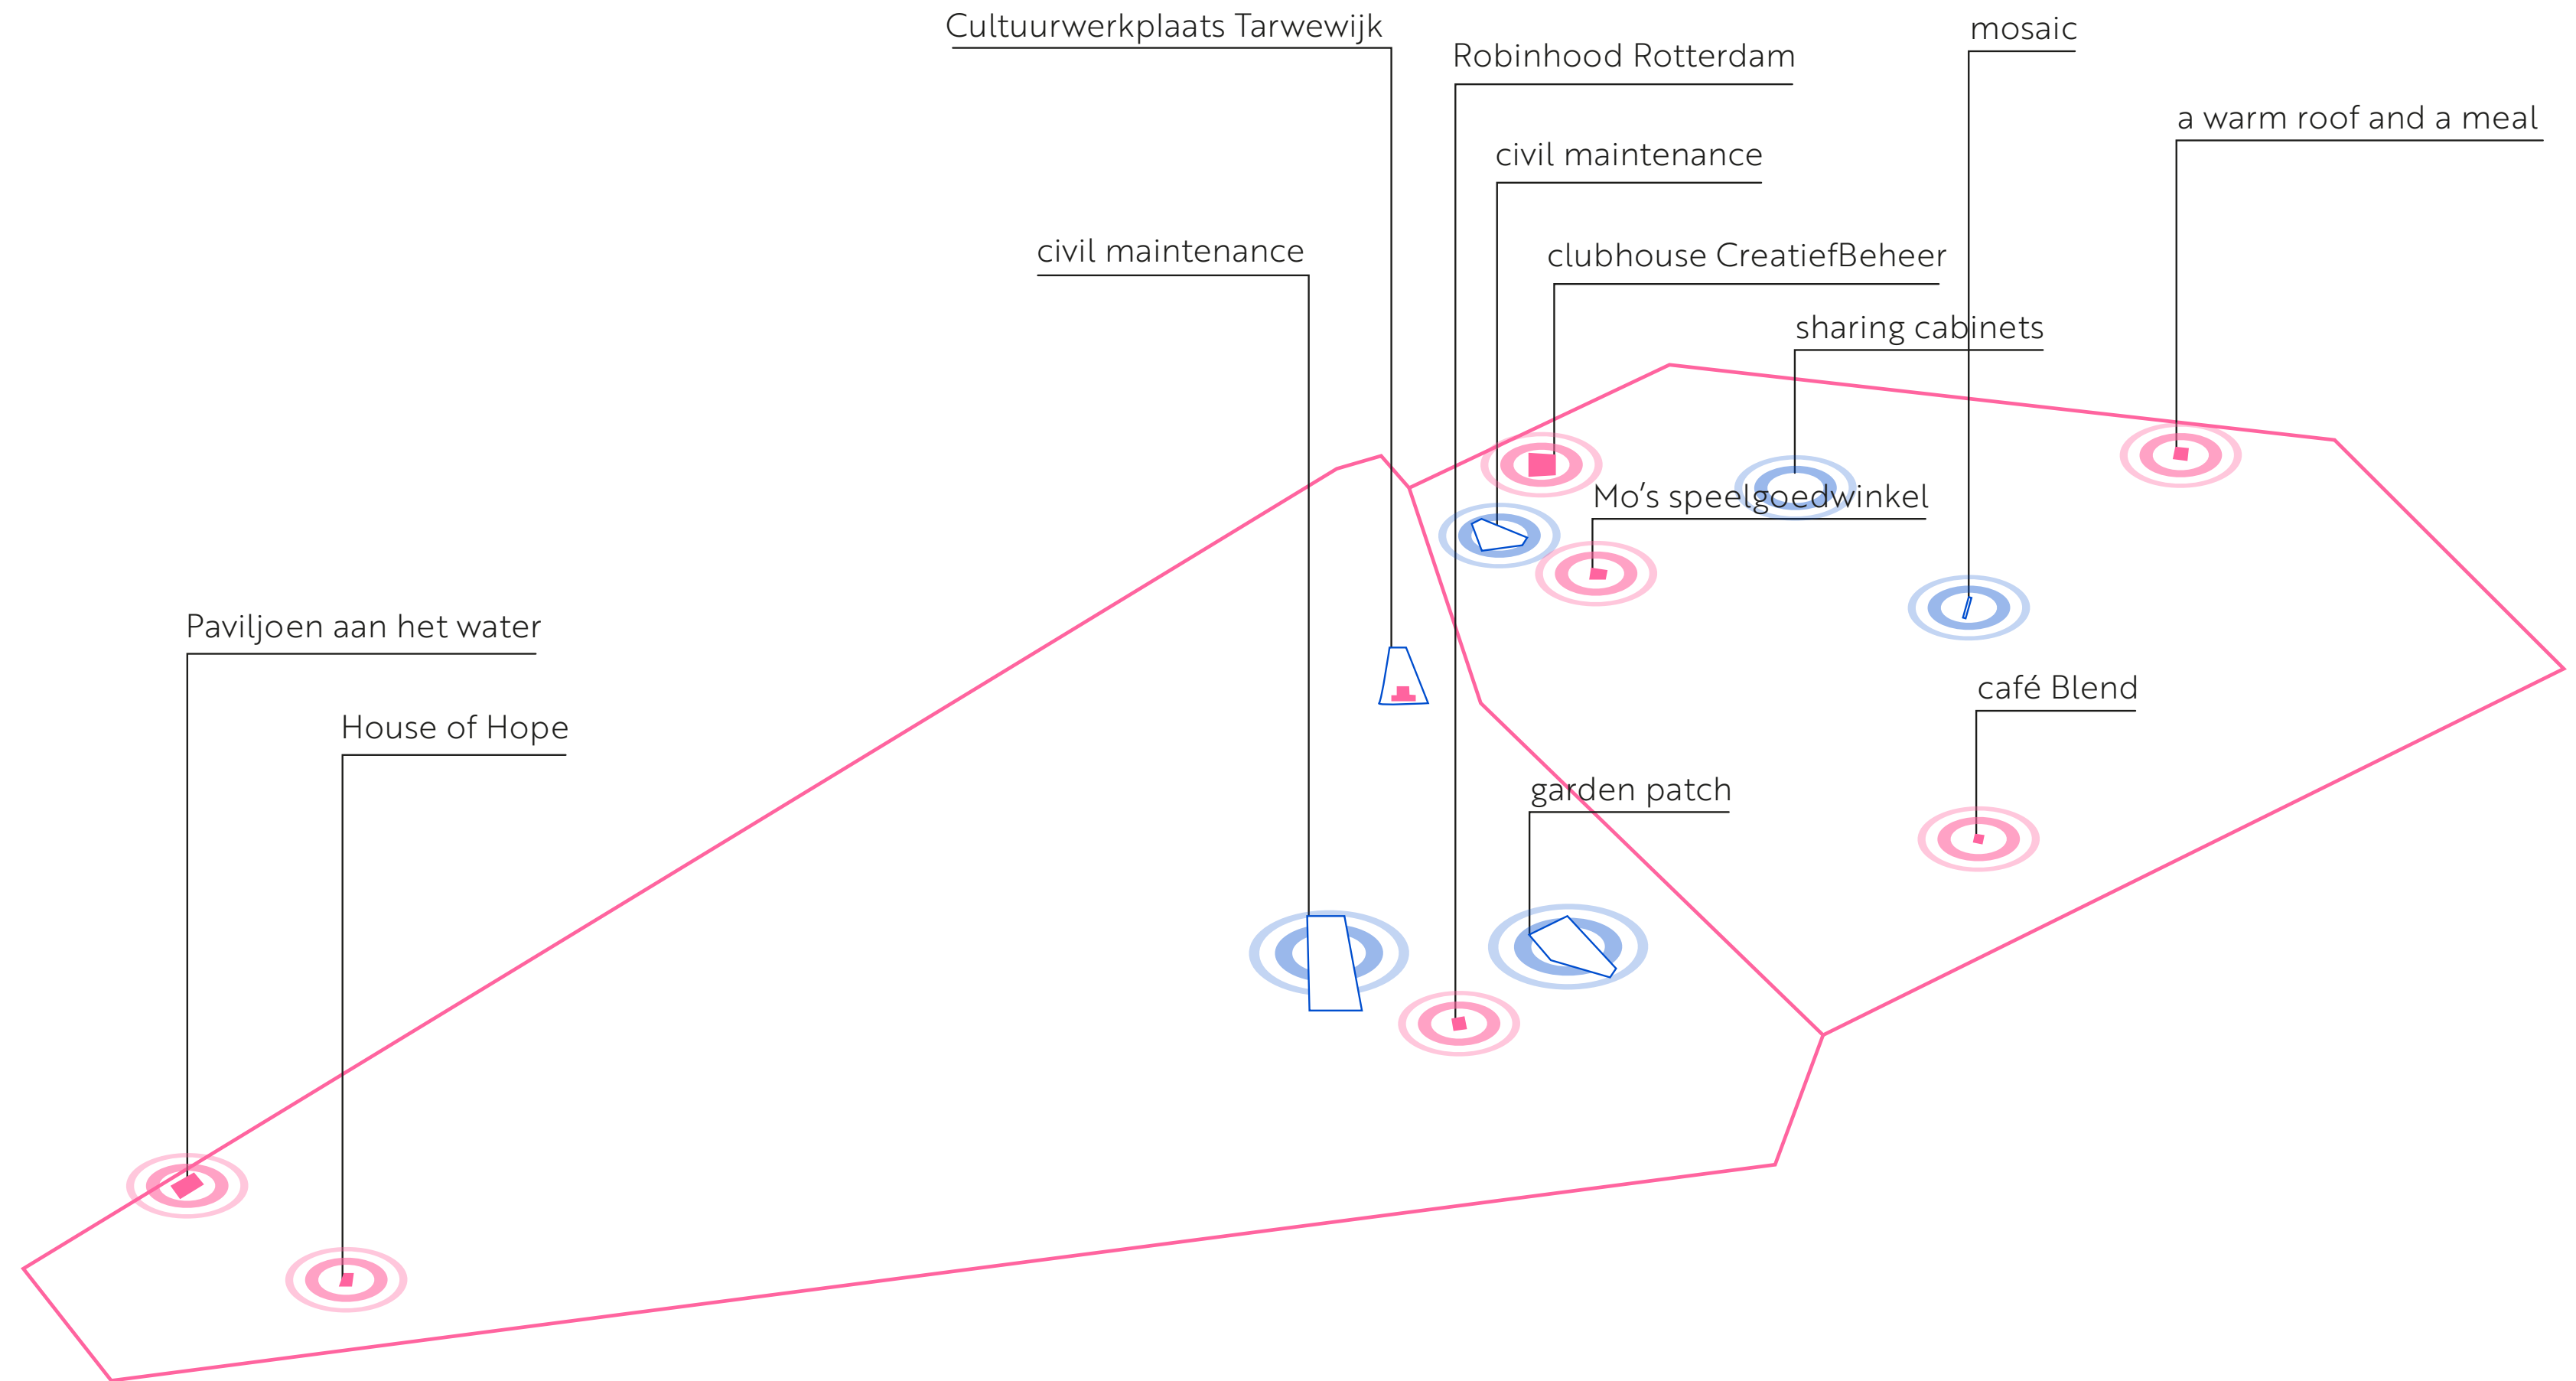 Cultuurwerkplaats Tarwewijk
mosaic
Robinhood Rotterdam
a warm roof and a meal
civil maintenance
civil maintenance
clubhouse CreatiefBeheer
sharing cabinets
Mo’s speelgoedwinkel
Paviljoen aan het water
café Blend
House of Hope
garden patch